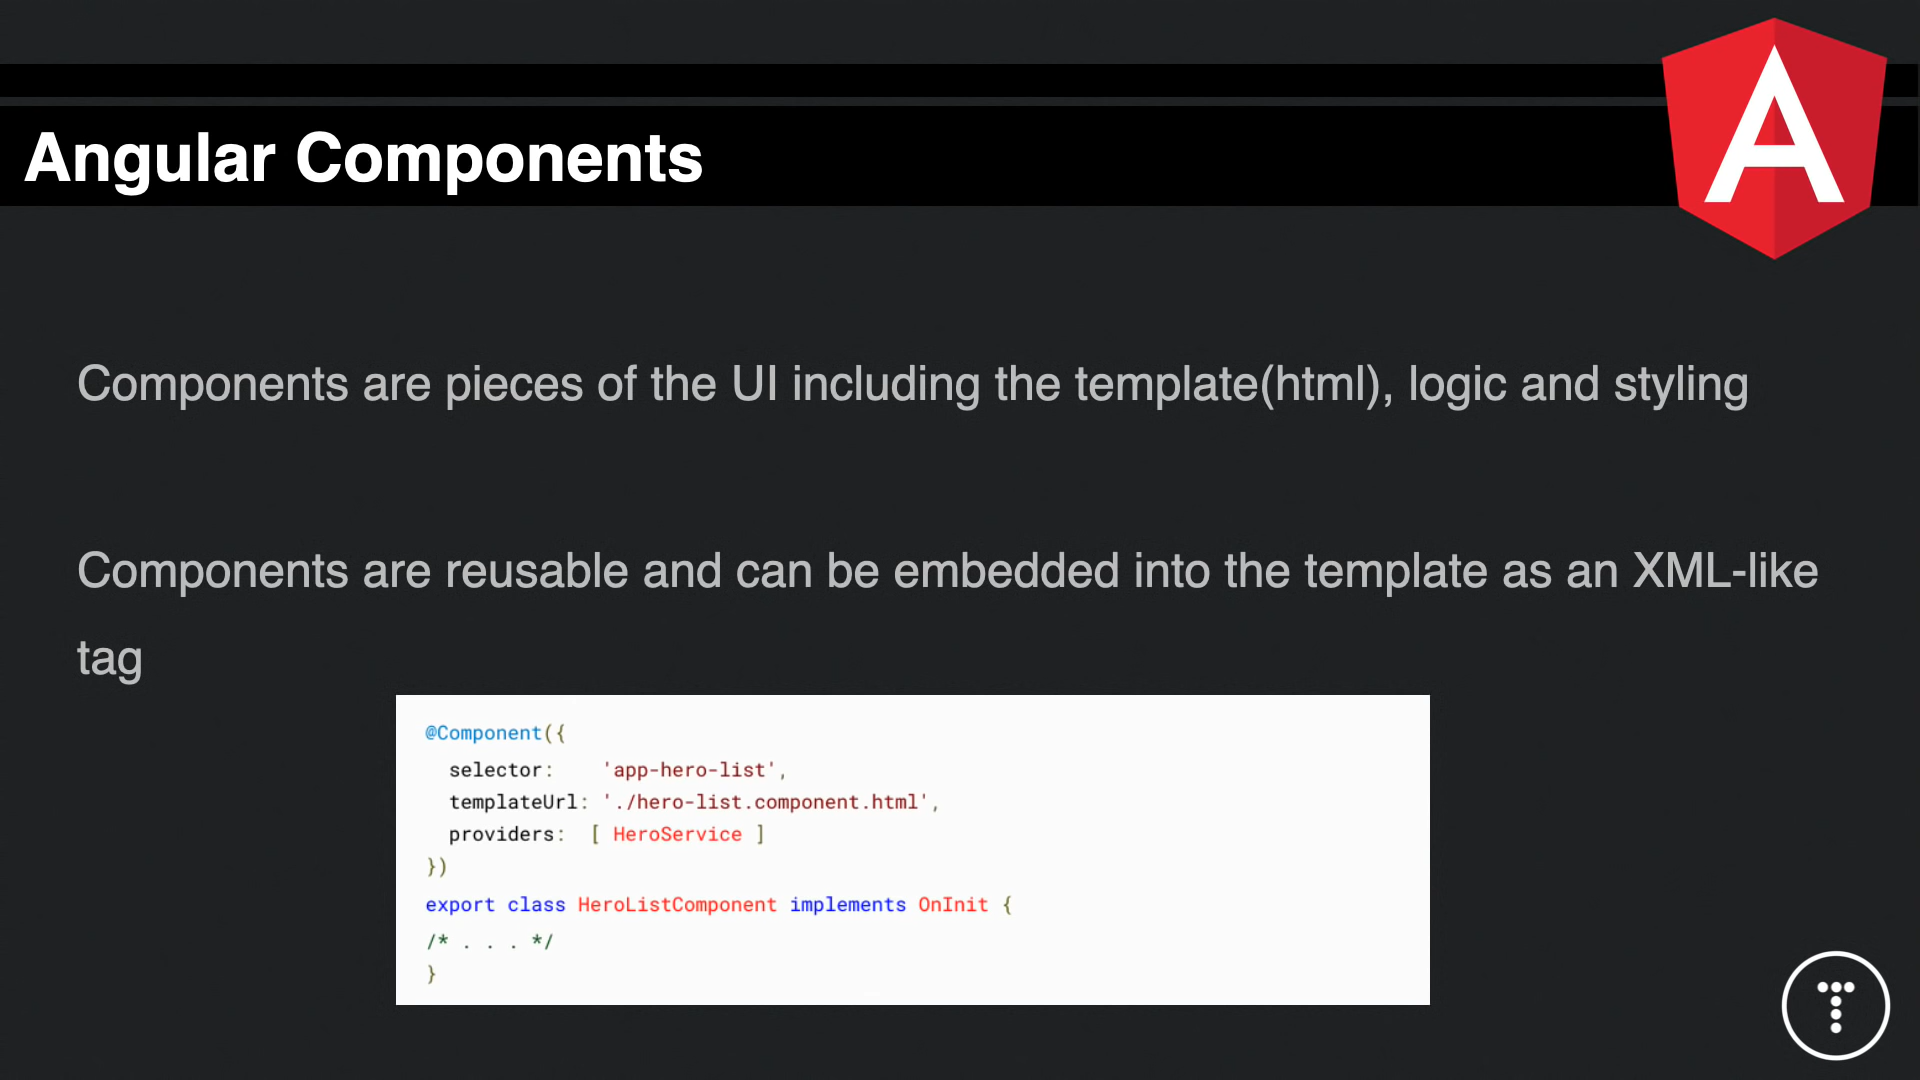 Angular Components
A
Components are pieces of the UI including the template(html), logic and styling
Components are reusable and can be embedded into the template as an XML-like
tag
@Component({
  selector:    'app-hero-list',
  templateUrl: './hero-list.component.html',
  providers:  [ HeroService ]
})
export class HeroListComponent implements OnInit {
/* . . . */
}
T